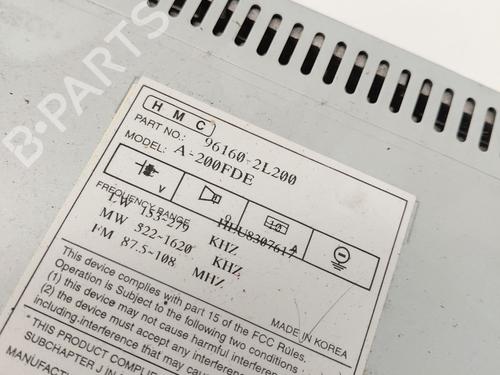 B-PARTS
HMC
PART NO.: 96160-2L200
MODEL: A-200FDE
V
10
A
HHU8307617
FREQUENCY RANGE
LW 153-279 KHZ
MW 522-1620 KHZ
FM 87.5-108 MHZ
MADE IN KOREA
This device complies with part 15 of the FCC Rules.
Operation is Subject to the following two conditions
(1) this device may not cause harmful interference
(2) the device must accept any interference
including.interference that may cause
* THIS PRODUCT COMPLI
SUBCHAPTER J IN